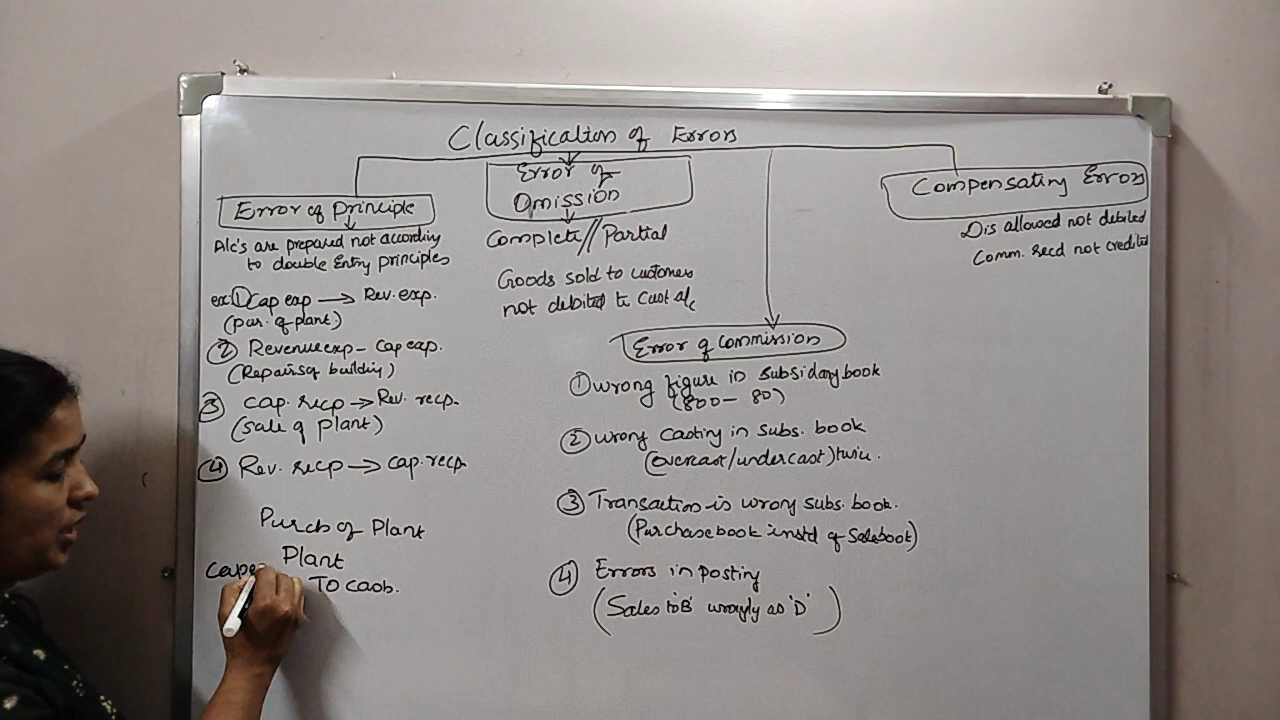 Classification of Errors
Error of principle
A/c's are prepared not according
to double Entry principles
ex: ① Cap exp → Rev. exp.
(pur. of plant)
② Revenue exp - Cap exp.
(Repairs of building)
③ Cap. recp → Rev. recp.
(sale of plant)
④ Rev. recp → Cap. recp
Purch of Plant
Plant
To cash.
Cape
Error of
Omission
Complete // Partial
Goods sold to customers
not debited to Cust a/c
Error of commission
① wrong figure in Subsidary book
(800 - 80)
② wrong Casting in Subs. book
(overcast/undercast) twice.
③ Transaction is wrong subs. book.
(Purchase book instd of Sale book)
④ Errors in posting
(Sales to 'B' wrongly as 'D')
Compensating Errors
Dis allowed not debited
Comm. recd not credited